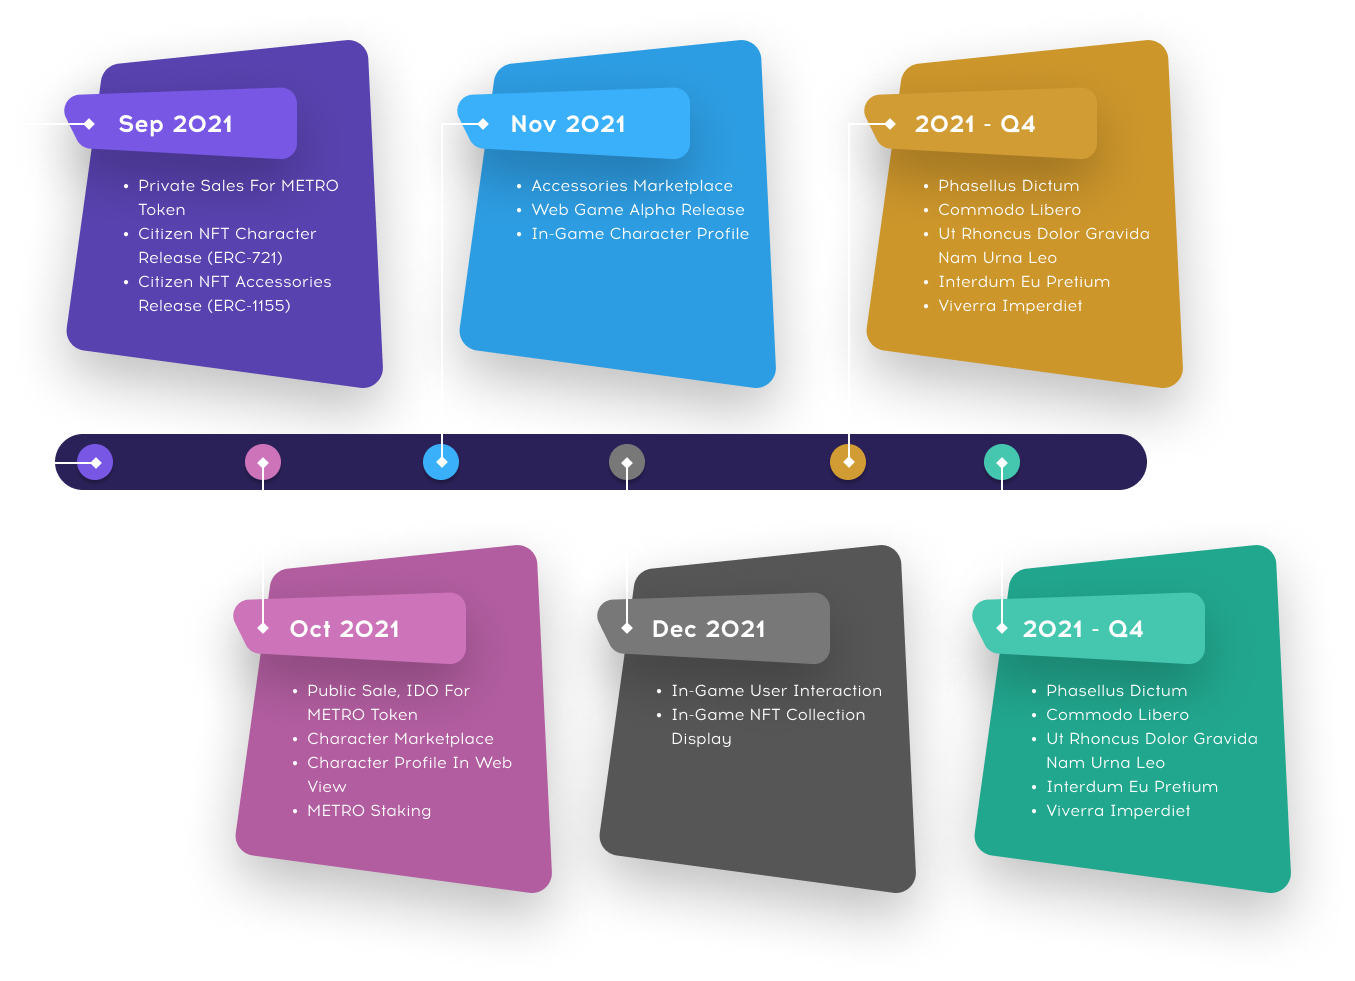 Sep 2021
• Private Sales For METRO
Token
• Citizen NFT Character
Release (ERC-721)
• Citizen NFT Accessories
Release (ERC-1155)
Nov 2021
• Accessories Marketplace
• Web Game Alpha Release
• In-Game Character Profile
2021 - Q4
• Phasellus Dictum
• Commodo Libero
• Ut Rhoncus Dolor Gravida
Nam Urna Leo
• Interdum Eu Pretium
• Viverra Imperdiet
Oct 2021
• Public Sale, IDO For
METRO Token
• Character Marketplace
• Character Profile In Web
View
• METRO Staking
Dec 2021
• In-Game User Interaction
• In-Game NFT Collection
Display
2021 - Q4
• Phasellus Dictum
• Commodo Libero
• Ut Rhoncus Dolor Gravida
Nam Urna Leo
• Interdum Eu Pretium
• Viverra Imperdiet